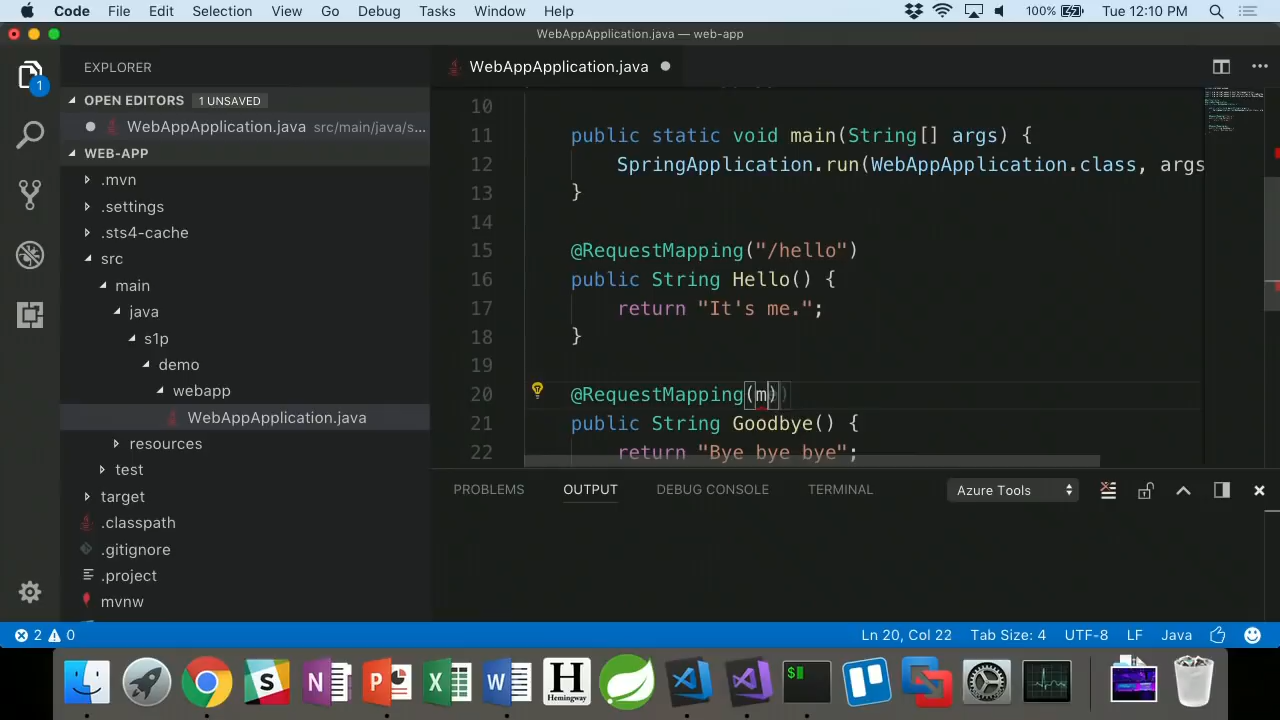 Code File Edit Selection View Go Debug Tasks Window Help 100% Tue 12:10 PM
WebAppApplication.java — web-app
EXPLORER
WebAppApplication.java
1
OPEN EDITORS 1 UNSAVED
WebAppApplication.java src/main/java/s...
WEB-APP
.mvn
.settings
.sts4-cache
src
main
java
s1p
demo
webapp
WebAppApplication.java
resources
test
target
.classpath
.gitignore
.project
mvnw
10
11 public static void main(String[] args) {
12 SpringApplication.run(WebAppApplication.class, args
13 }
14
15 @RequestMapping("/hello")
16 public String Hello() {
17 return "It's me.";
18 }
19
20 @RequestMapping(m)
21 public String Goodbye() {
22 return "Bye bye bye";
PROBLEMS OUTPUT DEBUG CONSOLE TERMINAL Azure Tools
2 0 Ln 20, Col 22 Tab Size: 4 UTF-8 LF Java
S N P X W H
Hemingway
$